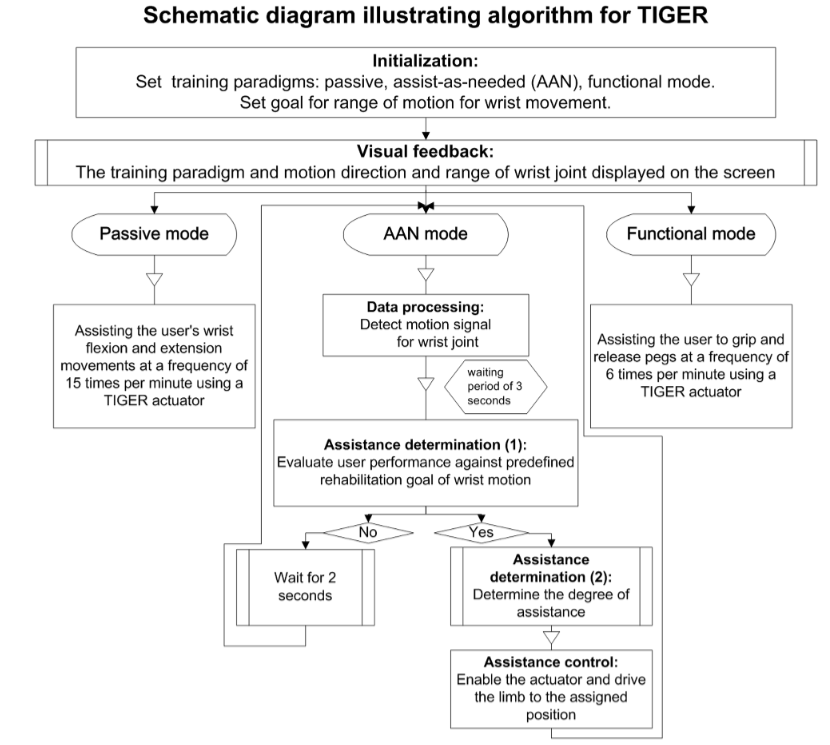 Schematic diagram illustrating algorithm for TIGER
Initialization:
Set training paradigms: passive, assist-as-needed (AAN), functional mode.
Set goal for range of motion for wrist movement.
Visual feedback:
The training paradigm and motion direction and range of wrist joint displayed on the screen
Passive mode
AAN mode
Functional mode
Assisting the user's wrist
flexion and extension
movements at a frequency of
15 times per minute using a
TIGER actuator
Data processing:
Detect motion signal
for wrist joint
Assisting the user to grip and
release pegs at a frequency of
6 times per minute using a
TIGER actuator
waiting
period of 3
seconds
Assistance determination (1):
Evaluate user performance against predefined
rehabilitation goal of wrist motion
No
Yes
Wait for 2
seconds
Assistance
determination (2):
Determine the degree of
assistance
Assistance control:
Enable the actuator and drive
the limb to the assigned
position